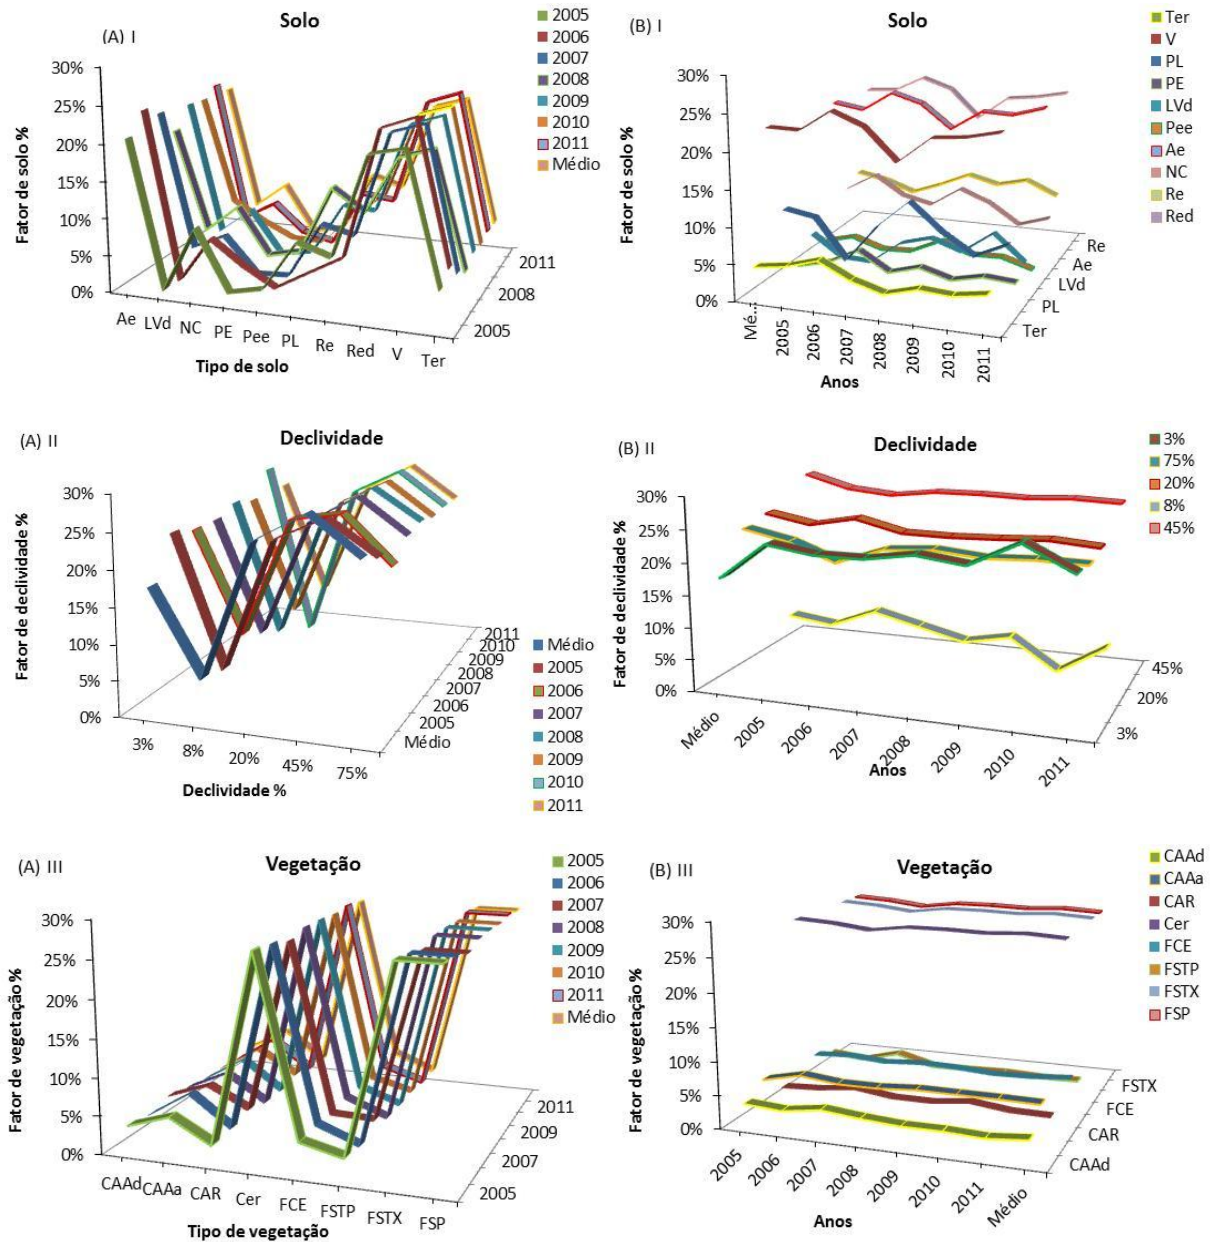 Solo
(A) I
30%
25%
20%
15%
10%
5%
0%
Fator de solo %
Ae
LVd
NC
PE
Pee
PL
Re
Red
V
Ter
Tipo de solo
2011
2008
2005
2005
2006
2007
2008
2009
2010
2011
Médio
Solo
(B) I
30%
25%
20%
15%
10%
5%
0%
Fator de solo %
Mé...
2005
2006
2007
2008
2009
2010
2011
Anos
Re
Ae
LVd
PL
Ter
Ter
V
PL
PE
LVd
Pee
Ae
NC
Re
Red
Declividade
(A) II
30%
25%
20%
15%
10%
5%
0%
Fator de declividade %
3%
8%
20%
45%
75%
Declividade %
2011
2010
2009
2008
2007
2006
2005
Médio
Médio
2005
2006
2007
2008
2009
2010
2011
Declividade
(B) II
30%
25%
20%
15%
10%
5%
0%
Fator de declividade %
Médio
2005
2006
2007
2008
2009
2010
2011
Anos
45%
20%
3%
3%
75%
20%
8%
45%
Vegetação
(A) III
30%
25%
20%
15%
10%
5%
0%
Fator de vegetação %
CAAd
CAAa
CAR
Cer
FCE
FSTP
FSTX
FSP
Tipo de vegetação
2011
2009
2007
2005
2005
2006
2007
2008
2009
2010
2011
Médio
Vegetação
(B) III
30%
25%
20%
15%
10%
5%
0%
Fator de vegetação %
2005
2006
2007
2008
2009
2010
2011
Médio
Anos
FSTX
FCE
CAR
CAAd
CAAd
CAAa
CAR
Cer
FCE
FSTP
FSTX
FSP